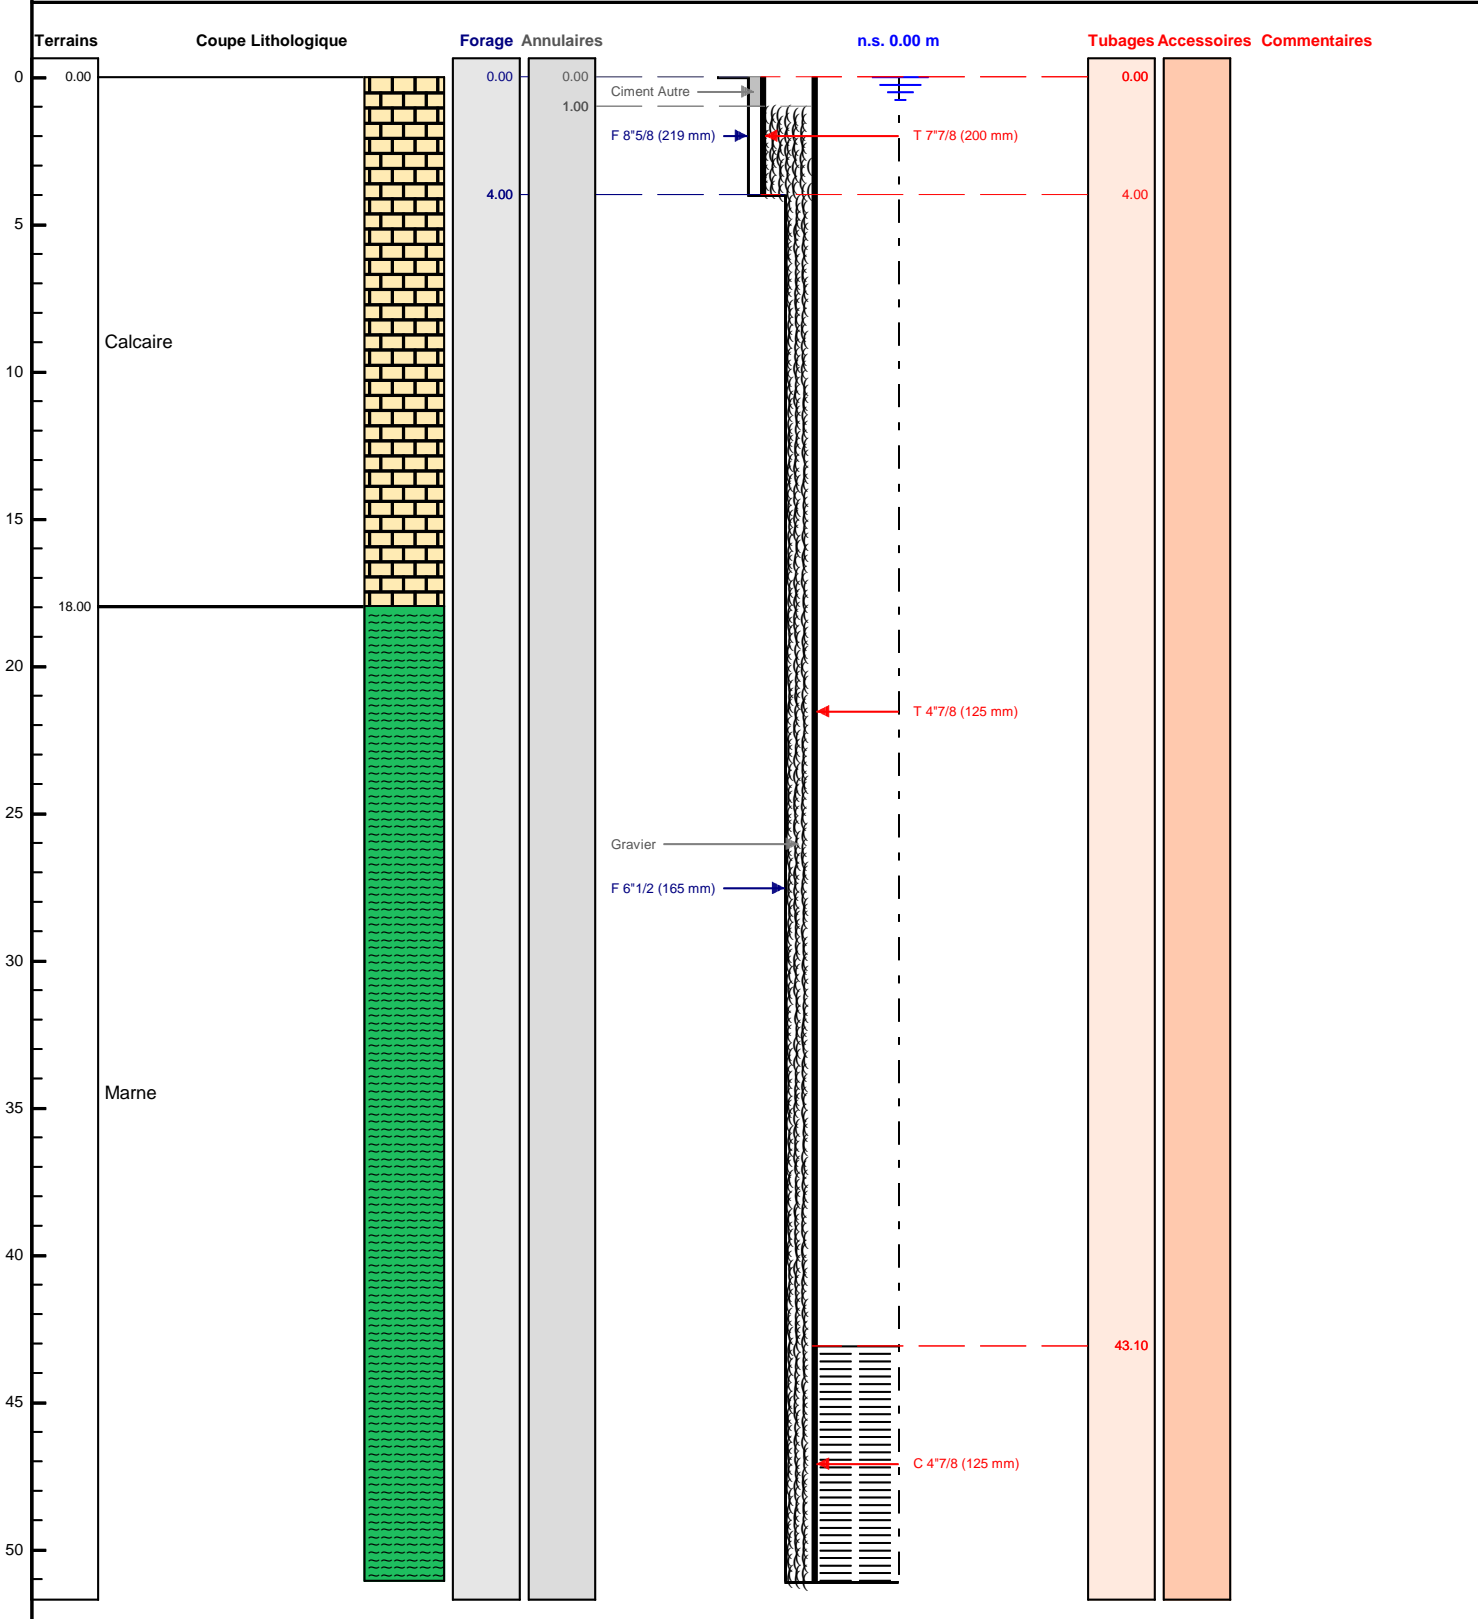 Terrains Coupe Lithologique Forage Annulaires n.s. 0.00 m Tubages Accessoires Commentaires
0 0.00 0.00 0.00 0.00
Ciment Autre
1.00
F 8"5/8 (219 mm) T 7"7/8 (200 mm)
4.00 4.00
5
Calcaire
10
15
18.00
20
T 4"7/8 (125 mm)
25
Gravier
F 6"1/2 (165 mm)
30
Marne
35
40
43.10
45
C 4"7/8 (125 mm)
50